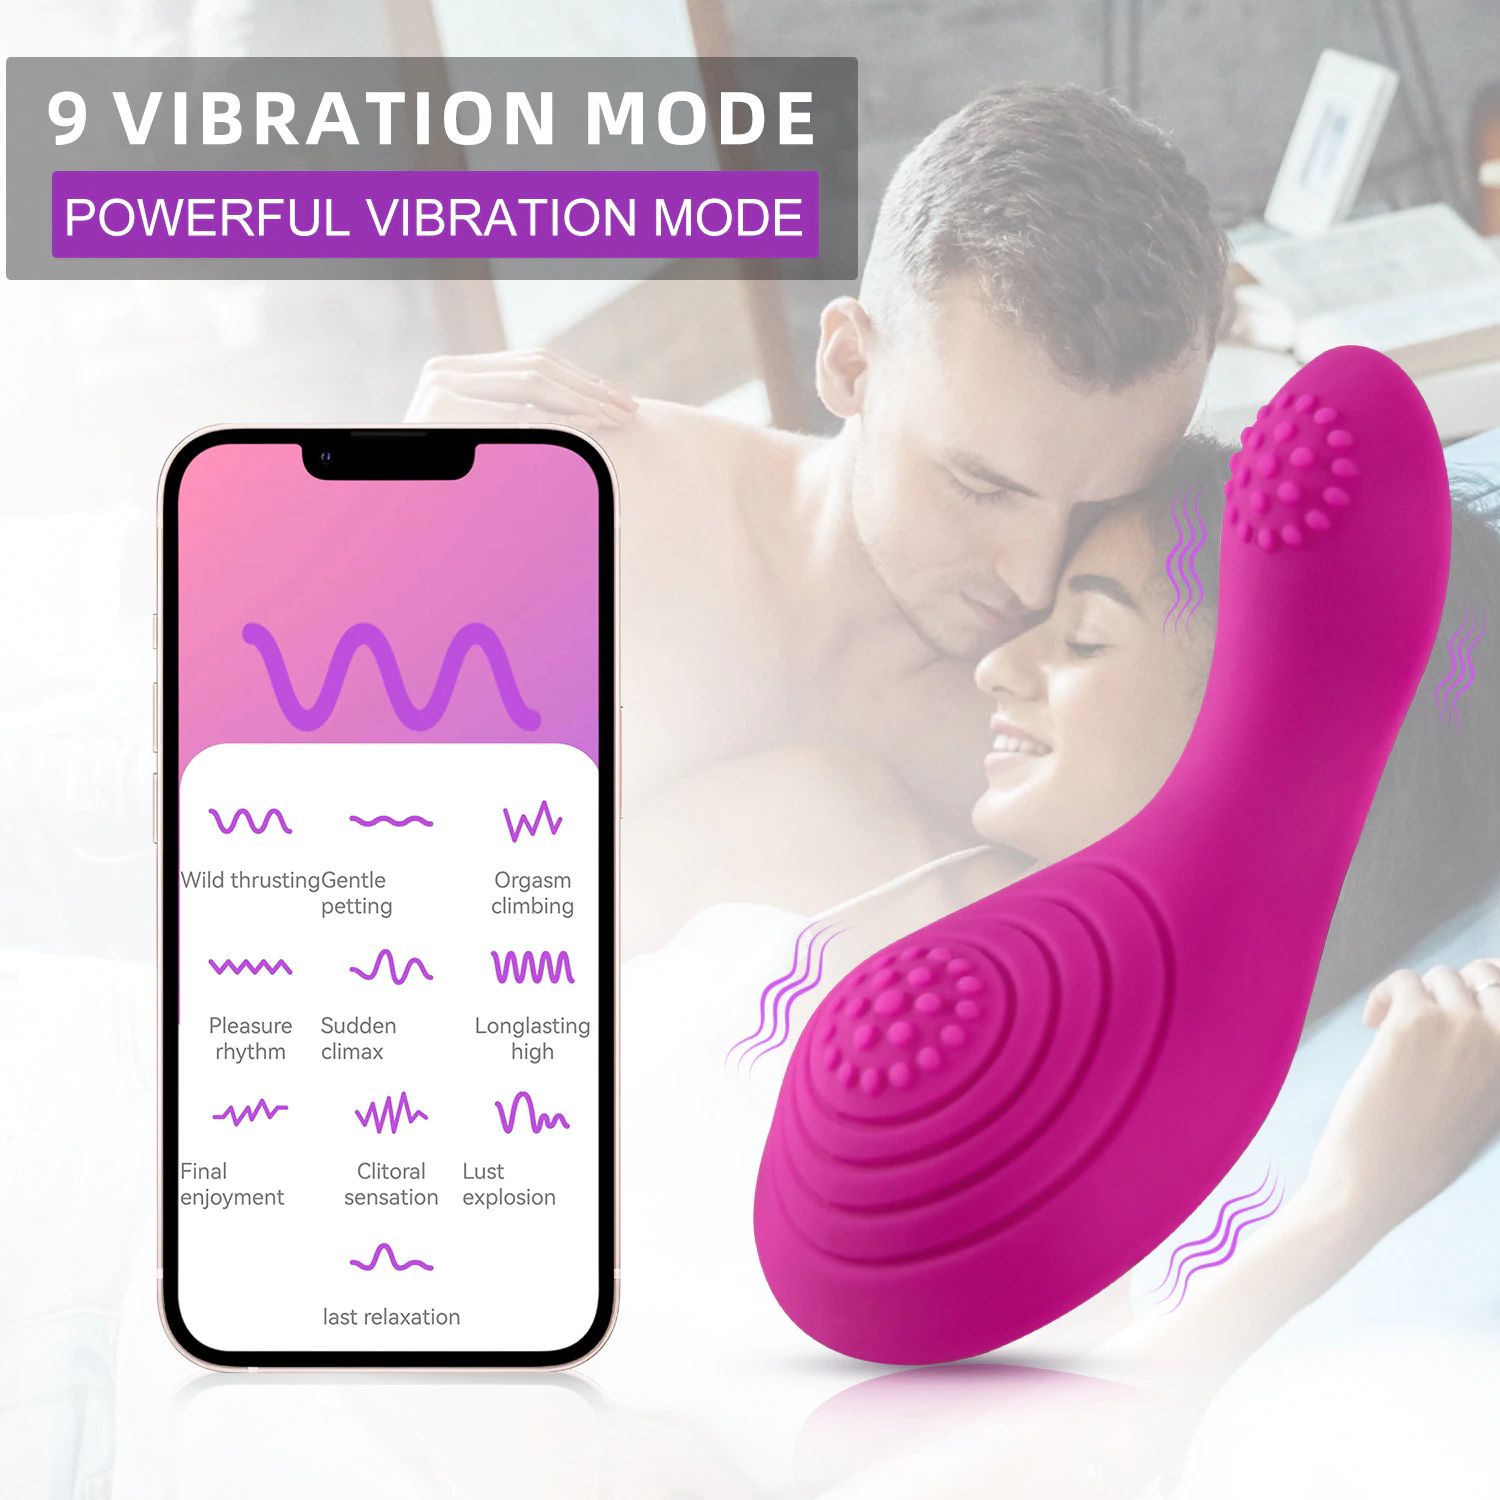 9 VIBRATION MODE
POWERFUL VIBRATION MODE
Wild thrusting
Gentle
petting
Orgasm
climbing
Pleasure
rhythm
Sudden
climax
Longlasting
high
Final
enjoyment
Clitoral
sensation
Lust
explosion
last relaxation